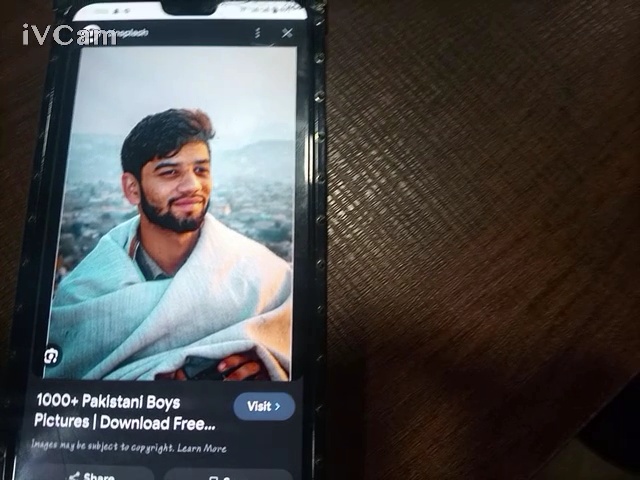 iVCam
Unsplash
1000+ Pakistani Boys
Visit >
Pictures | Download Free...
Images may be subject to copyright. Learn More
Share